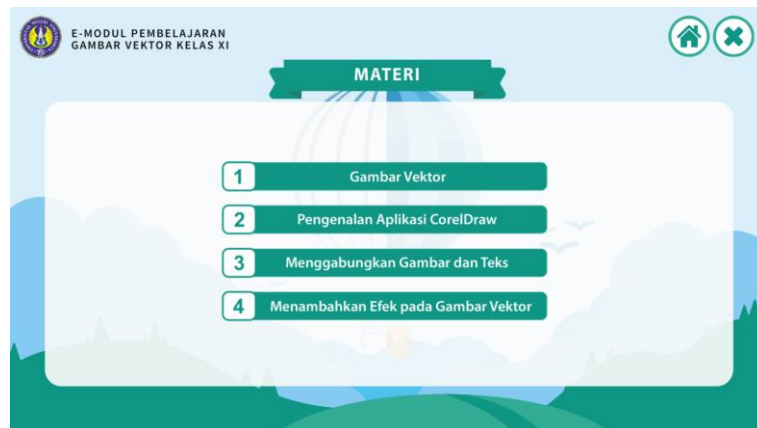 E-MODUL PEMBELAJARAN
GAMBAR VEKTOR KELAS XI
MATERI
1 Gambar Vektor
2 Pengenalan Aplikasi CorelDraw
3 Menggabungkan Gambar dan Teks
4 Menambahkan Efek pada Gambar Vektor